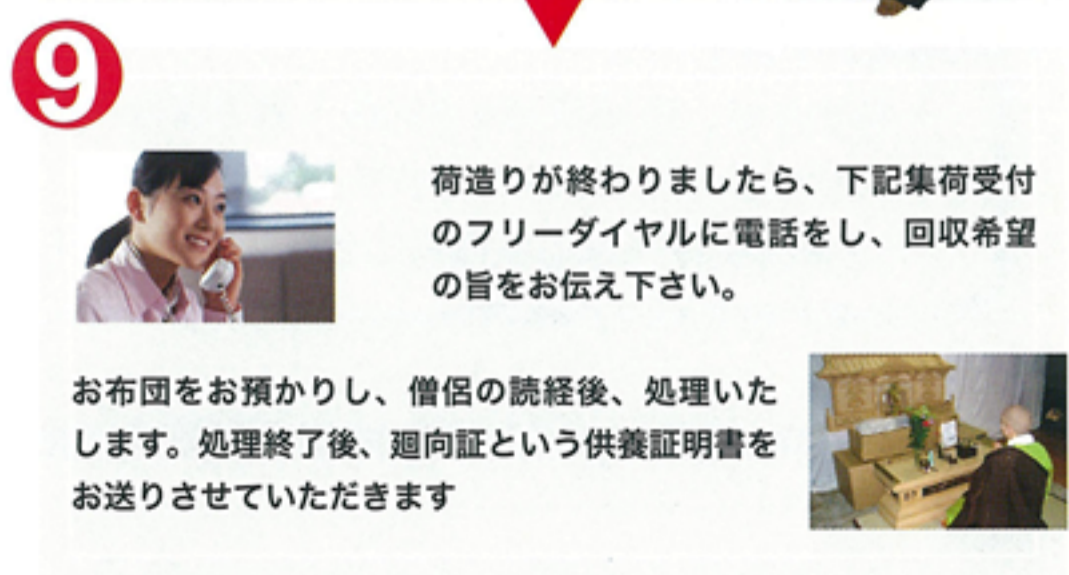 9
荷造りが終わりましたら、下記集荷受付
のフリーダイヤルに電話をし、回収希望
の旨をお伝え下さい。
お布団をお預かりし、僧侶の読経後、処理いた
します。処理終了後、廻向証という供養証明書を
お送りさせていただきます